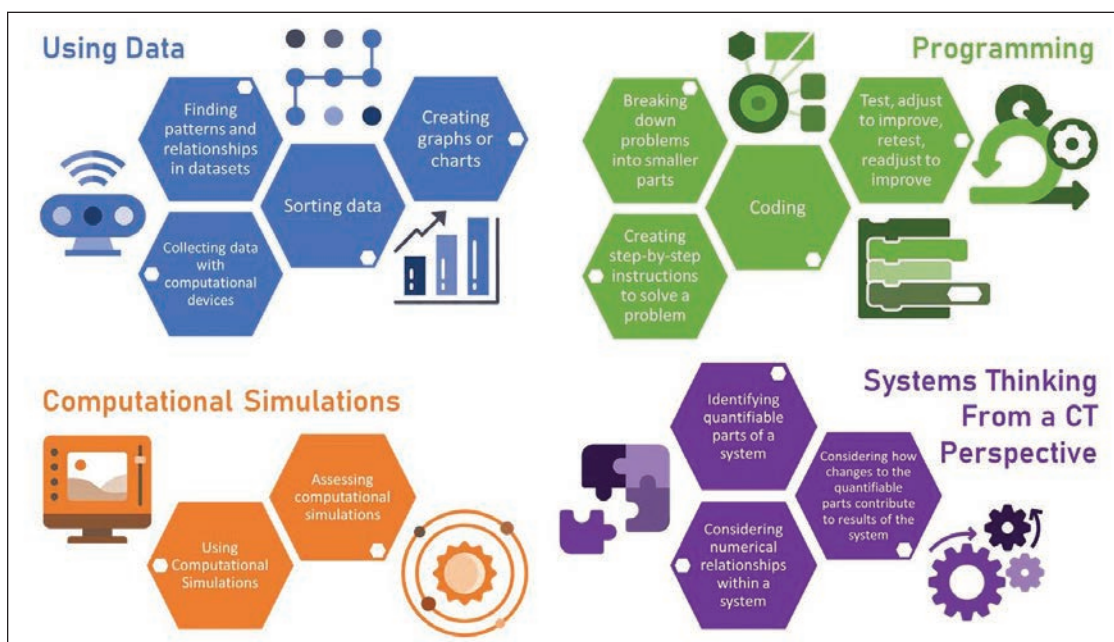 Using Data
Finding
patterns and
relationships
in datasets
Creating
graphs or
charts
Sorting data
Collecting data
with
computational
devices
Programming
Breaking
down
problems
into smaller
parts
Test, adjust
to improve,
retest,
readjust to
improve
Coding
Creating
step-by-step
instructions
to solve a
problem
Computational Simulations
Assessing
computational
simulations
Using
Computational
Simulations
Systems Thinking
From a CT
Perspective
Identifying
quantifiable
parts of a
system
Considering how
changes to the
quantifiable
parts contribute
to results of the
system
Considering
numerical
relationships
within a
system